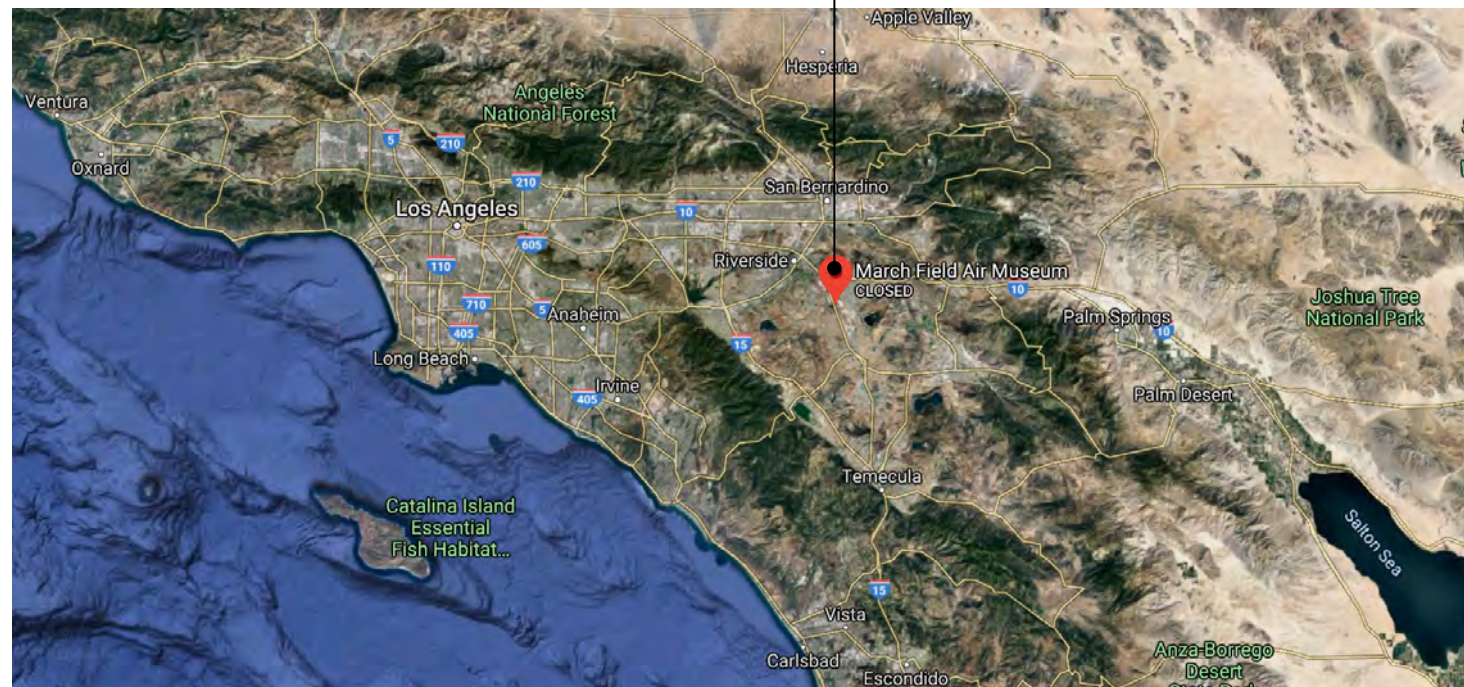 Apple Valley
Hesperia
Angeles
National Forest
Ventura
5
210
Oxnard
210
San Bernardino
Los Angeles
10
605
Riverside
110
March Field Air Museum
CLOSED
10
710
5
Anaheim
Joshua Tree
National Park
Palm Springs
10
405
15
Long Beach
Irvine
405
Palm Desert
Temecula
Catalina Island
Essential
Fish Habitat...
Salton Sea
15
Vista
Carlsbad
Escondido
Anza-Borrego
Desert